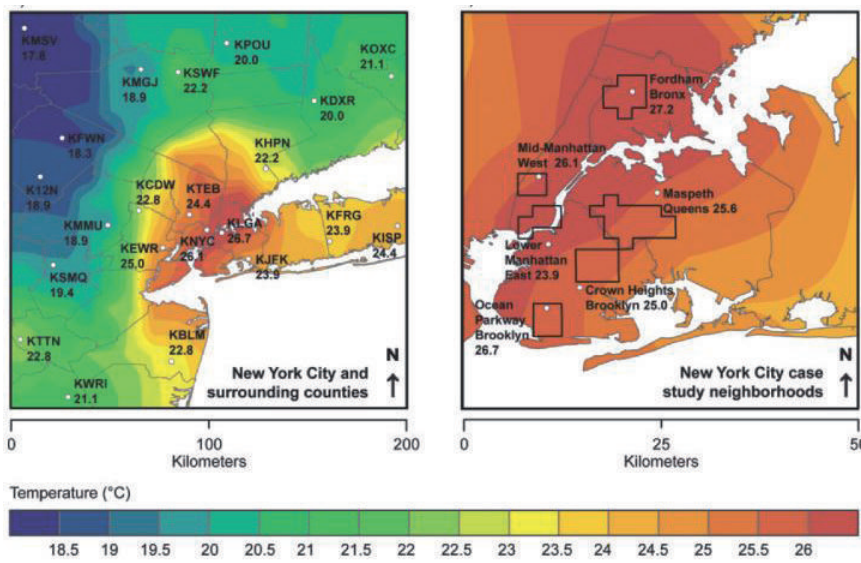 KMSV
17.8
KPOU
20.0
KOXC
21.1
KMGJ
18.9
KSWF
22.2
KDXR
20.0
KFWN
18.3
KHPN
22.2
K12N
18.9
KCDW
22.8
KTEB
24.4
KMMU
18.9
KLGA
26.7
KFRG
23.9
KEWR
25.0
KNYC
26.1
KJFK
23.9
KISP
24.4
KSMQ
19.4
KTTN
22.8
KBLM
22.8
KWRI
21.1
N
New York City and
surrounding counties
0 100 200
Kilometers
Fordham
Bronx
27.2
Mid-Manhattan
West 26.1
Maspeth
Queens 25.6
Lower
Manhattan
East 23.9
Crown Heights
Brooklyn 25.0
Ocean
Parkway
Brooklyn
26.7
N
New York City case
study neighborhoods
0 25 50
Kilometers
Temperature (°C)
18.5 19 19.5 20 20.5 21 21.5 22 22.5 23 23.5 24 24.5 25 25.5 26